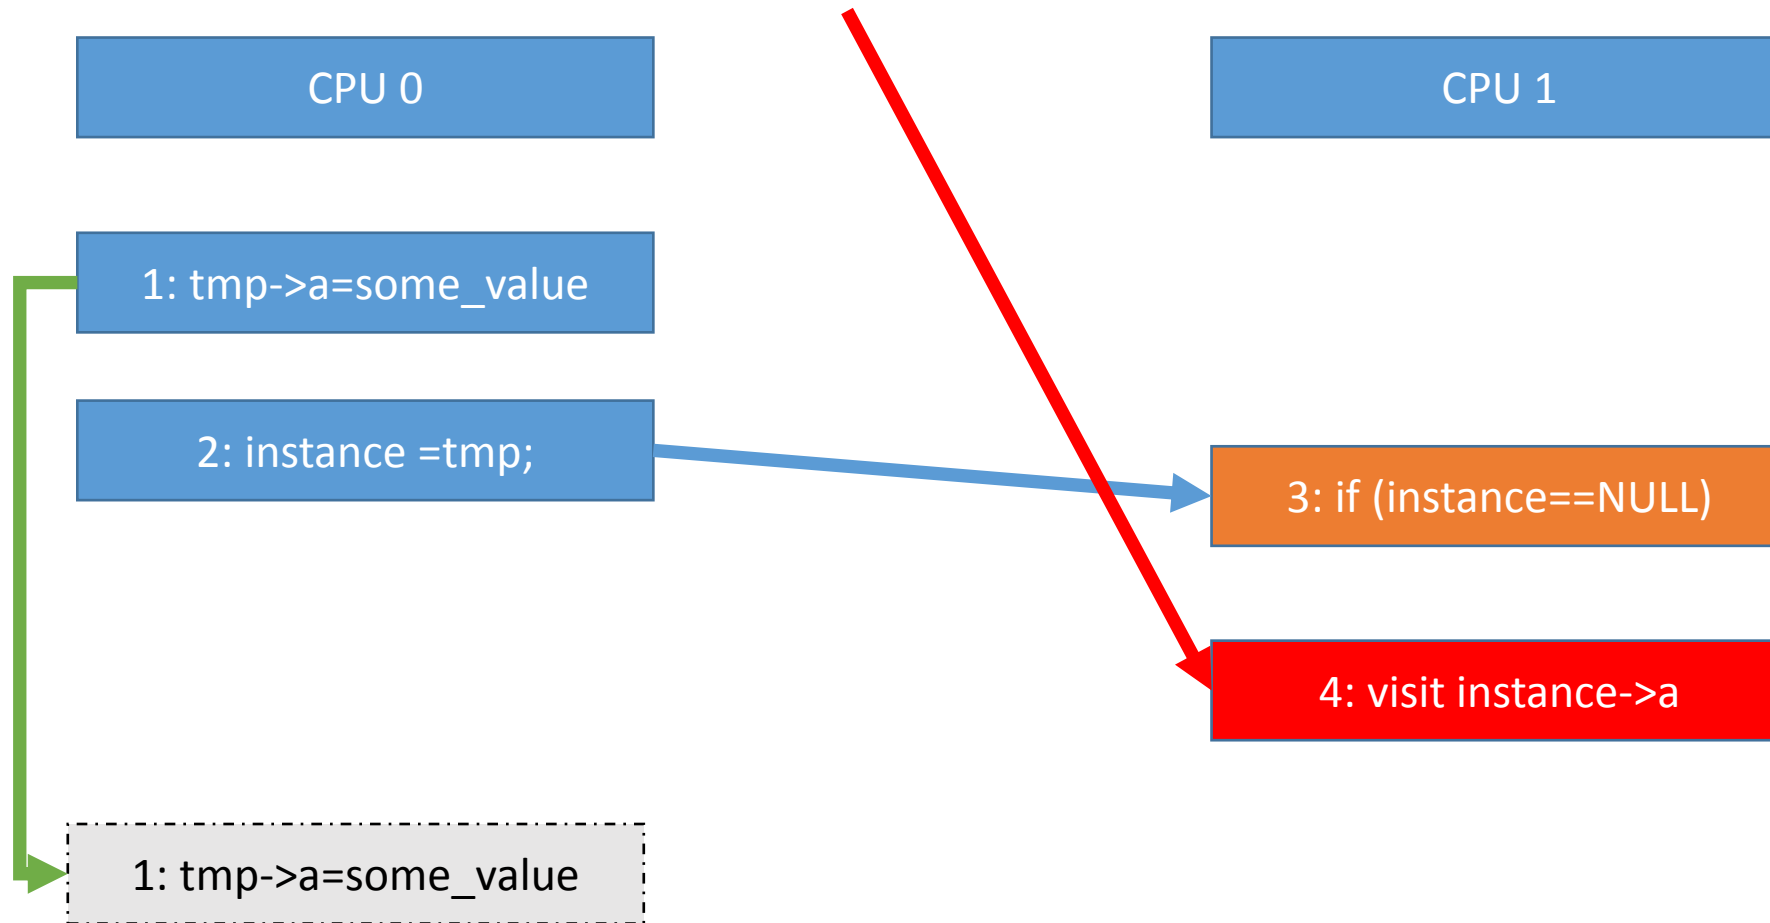 CPU 0
CPU 1
1: tmp->a=some_value
2: instance =tmp;
3: if (instance==NULL)
4: visit instance->a
1: tmp->a=some_value